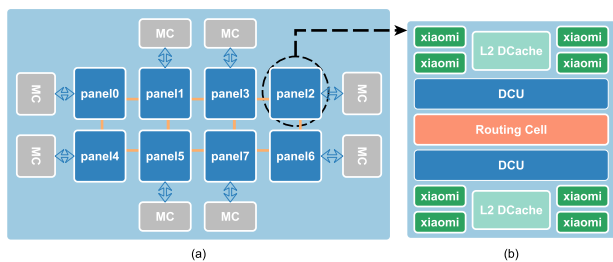 MC MC
MC panel0 panel1 panel3 panel2 MC
MC panel4 panel5 panel7 panel6 MC
MC MC
(a)
xiaomi L2 DCache xiaomi
xiaomi xiaomi
DCU
Routing Cell
DCU
xiaomi L2 DCache xiaomi
xiaomi xiaomi
(b)